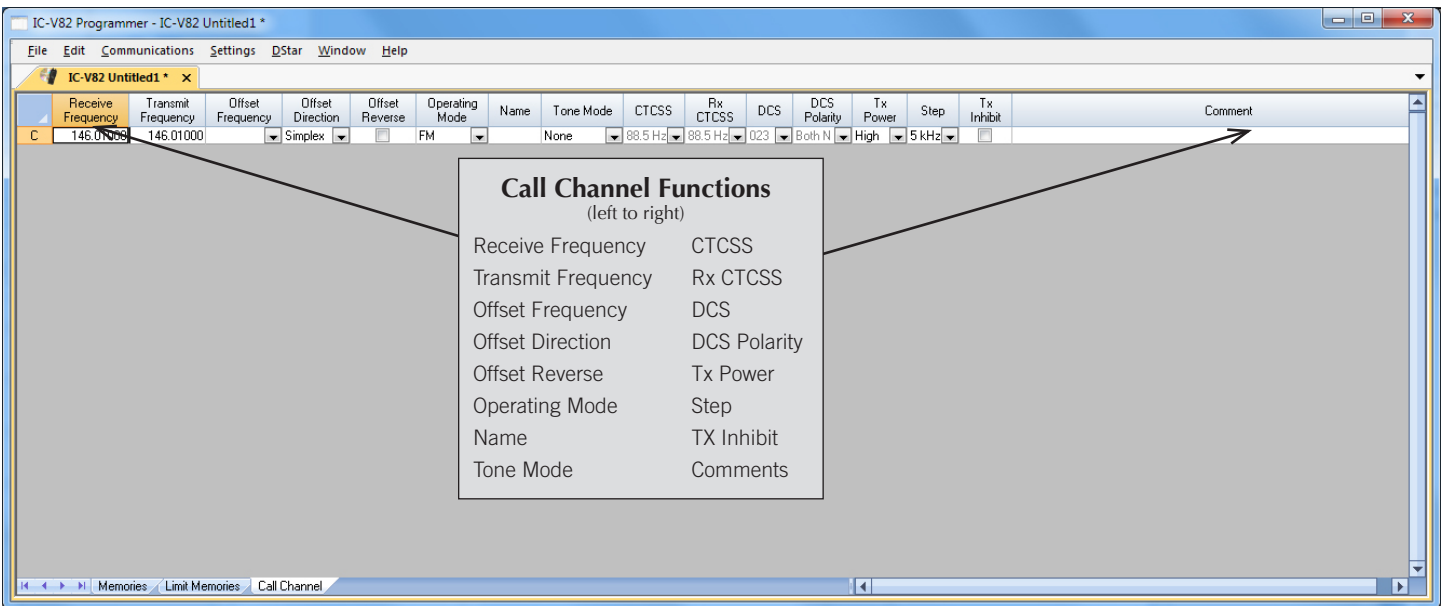 IC-V82 Programmer - IC-V82 Untitled1 *
File Edit Communications Settings DStar Window Help
IC-V82 Untitled1 * x
Receive Frequency Transmit Frequency Offset Frequency Offset Direction Offset Reverse Operating Mode Name Tone Mode CTCSS Rx CTCSS DCS DCS Polarity Tx Power Step Tx Inhibit Comment
C 146.01000 146.01000 Simplex FM None 88.5 Hz 88.5 Hz 023 Both N High 5 kHz
Call Channel Functions
(left to right)
Receive Frequency CTCSS
Transmit Frequency Rx CTCSS
Offset Frequency DCS
Offset Direction DCS Polarity
Offset Reverse Tx Power
Operating Mode Step
Name TX Inhibit
Tone Mode Comments
Memories Limit Memories Call Channel